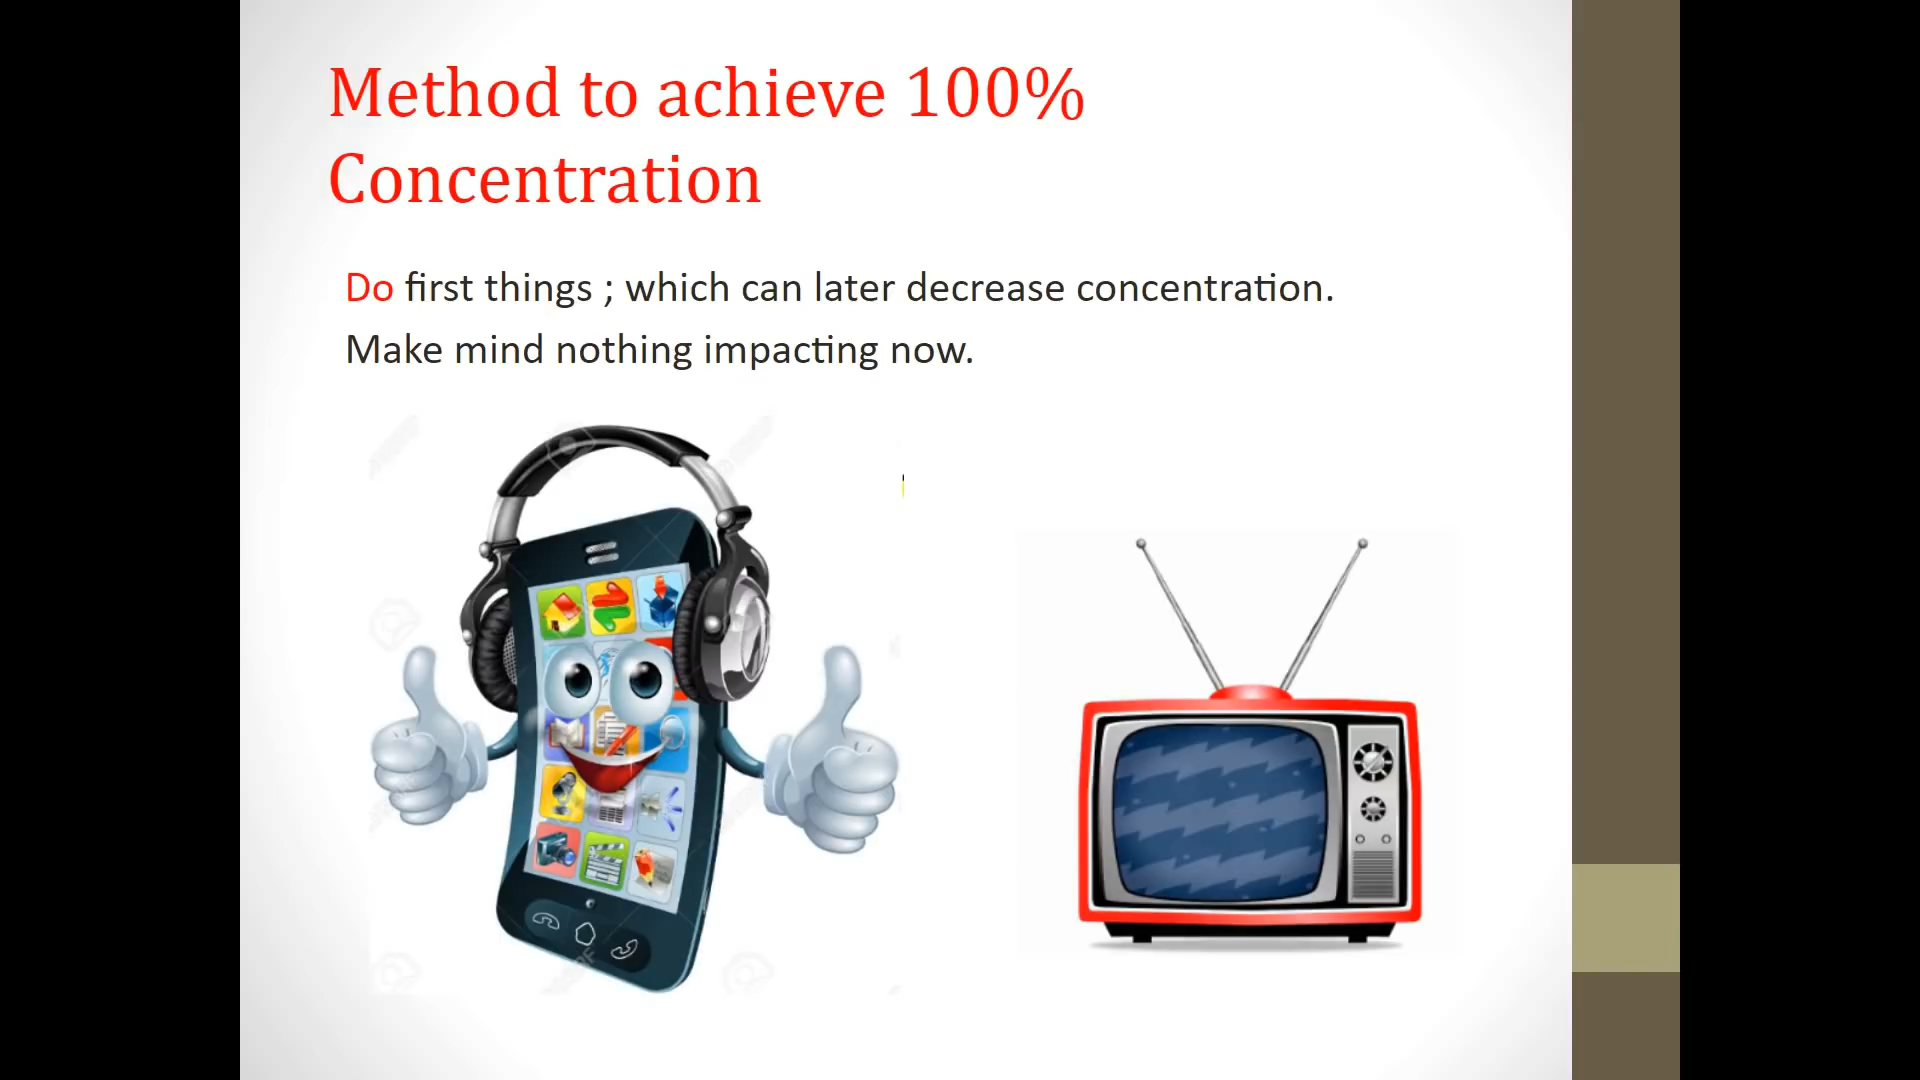 Method to achieve 100%
Concentration
Do first things ; which can later decrease concentration.
Make mind nothing impacting now.